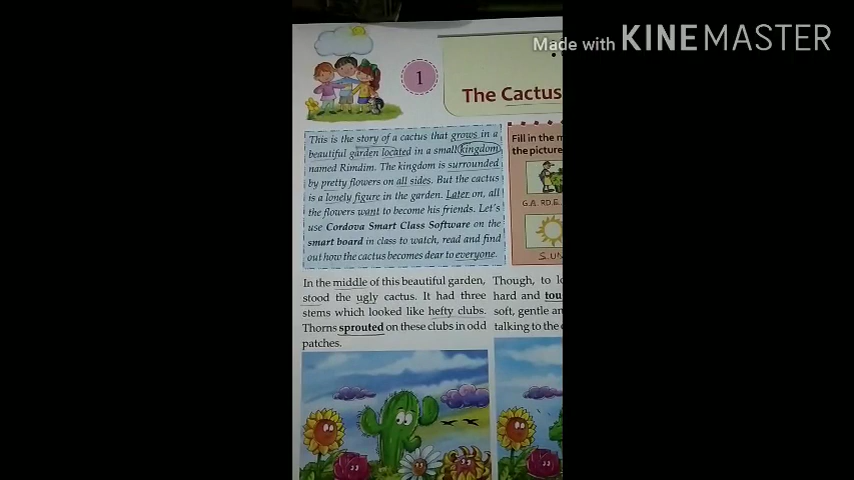 Made with KINEMASTER
1
The Cactus
This is the story of a cactus that grows in a
beautiful garden located in a small kingdom
named Rimdim. The kingdom is surrounded
by pretty flowers on all sides. But the cactus
is a lonely figure in the garden. Later on, all
the flowers want to become his friends. Let's
use Cordova Smart Class Software on the
smart board in class to watch, read and find
out how the cactus becomes dear to everyone.
Fill in the
the picture
In the middle of this beautiful garden,
stood the ugly cactus. It had three
stems which looked like hefty clubs.
Thorns sprouted on these clubs in odd
patches.
Though, to
hard and
soft, gentle
talking to the